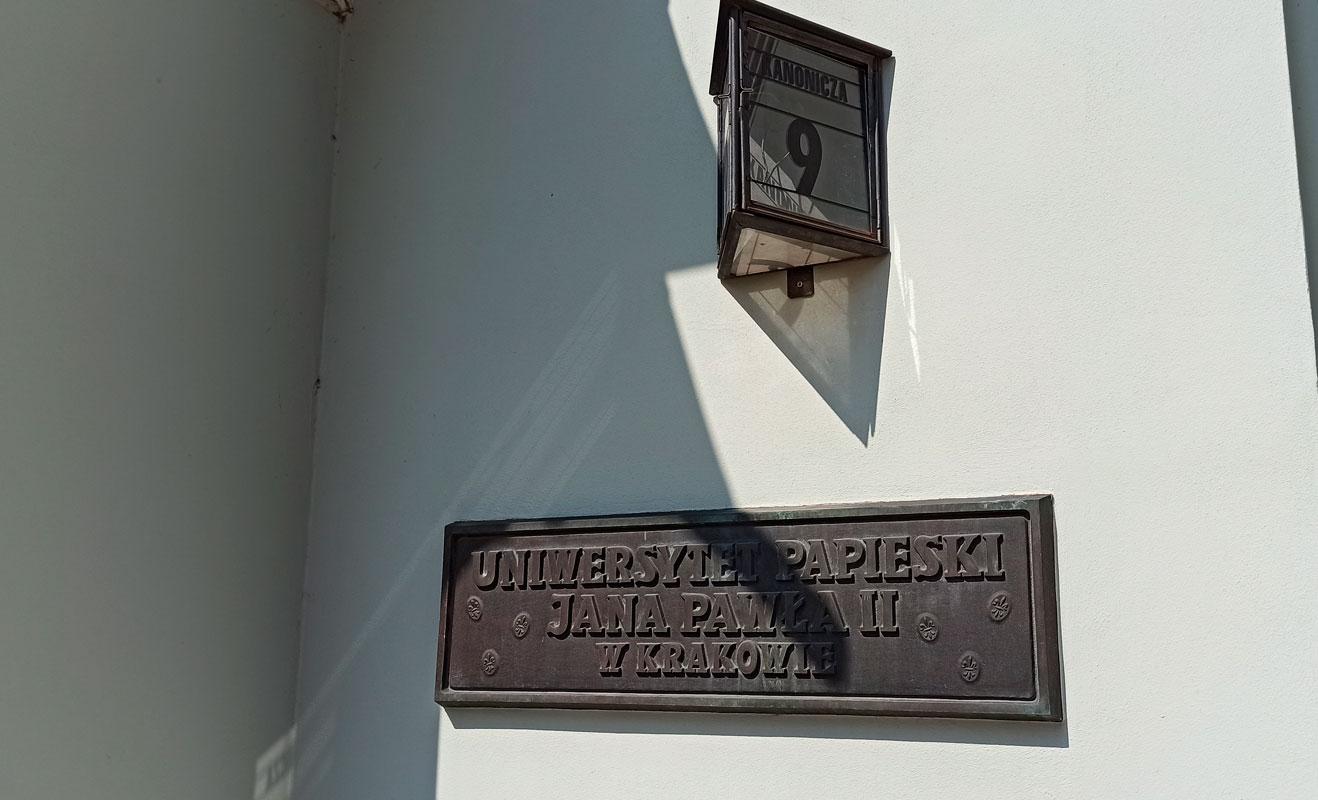 KANONICZA
9
UNIWERSYTET PAPIESKI
JANA PAWŁA II
W KRAKOWIE